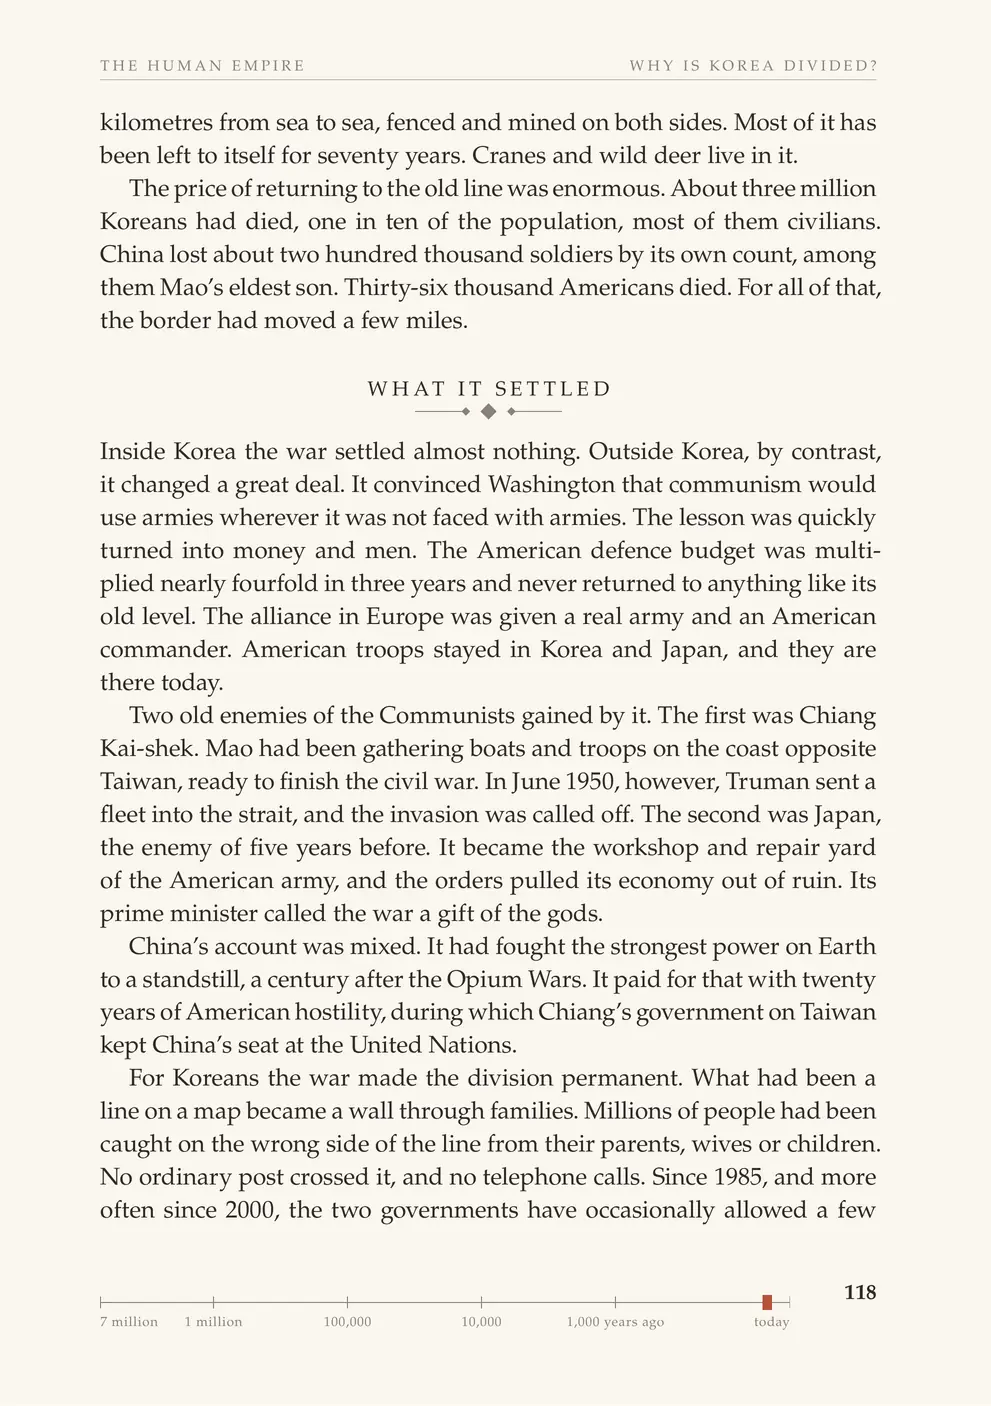 THE HUMAN EMPIRE
WHY IS KOREA DIVIDED?
kilometres from sea to sea, fenced and mined on both sides. Most of it has
been left to itself for seventy years. Cranes and wild deer live in it.
The price of returning to the old line was enormous. About three million
Koreans had died, one in ten of the population, most of them civilians.
China lost about two hundred thousand soldiers by its own count, among
them Mao’s eldest son. Thirty-six thousand Americans died. For all of that,
the border had moved a few miles.
WHAT IT SETTLED
Inside Korea the war settled almost nothing. Outside Korea, by contrast,
it changed a great deal. It convinced Washington that communism would
use armies wherever it was not faced with armies. The lesson was quickly
turned into money and men. The American defence budget was multi-
plied nearly fourfold in three years and never returned to anything like its
old level. The alliance in Europe was given a real army and an American
commander. American troops stayed in Korea and Japan, and they are
there today.
Two old enemies of the Communists gained by it. The first was Chiang
Kai-shek. Mao had been gathering boats and troops on the coast opposite
Taiwan, ready to finish the civil war. In June 1950, however, Truman sent a
fleet into the strait, and the invasion was called off. The second was Japan,
the enemy of five years before. It became the workshop and repair yard
of the American army, and the orders pulled its economy out of ruin. Its
prime minister called the war a gift of the gods.
China’s account was mixed. It had fought the strongest power on Earth
to a standstill, a century after the Opium Wars. It paid for that with twenty
years of American hostility, during which Chiang’s government on Taiwan
kept China’s seat at the United Nations.
For Koreans the war made the division permanent. What had been a
line on a map became a wall through families. Millions of people had been
caught on the wrong side of the line from their parents, wives or children.
No ordinary post crossed it, and no telephone calls. Since 1985, and more
often since 2000, the two governments have occasionally allowed a few
118
7 million 1 million 100,000 10,000 1,000 years ago today